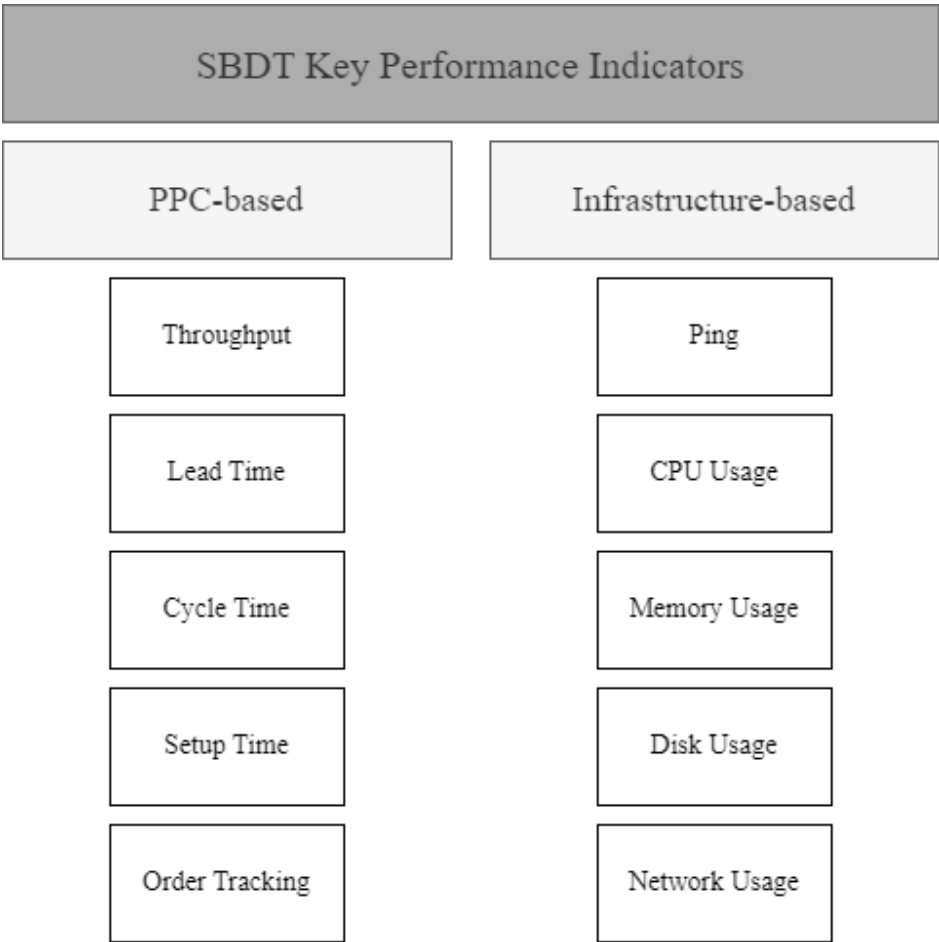 SBDT Key Performance Indicators
PPC-based
Infrastructure-based
Throughput
Ping
Lead Time
CPU Usage
Cycle Time
Memory Usage
Setup Time
Disk Usage
Order Tracking
Network Usage